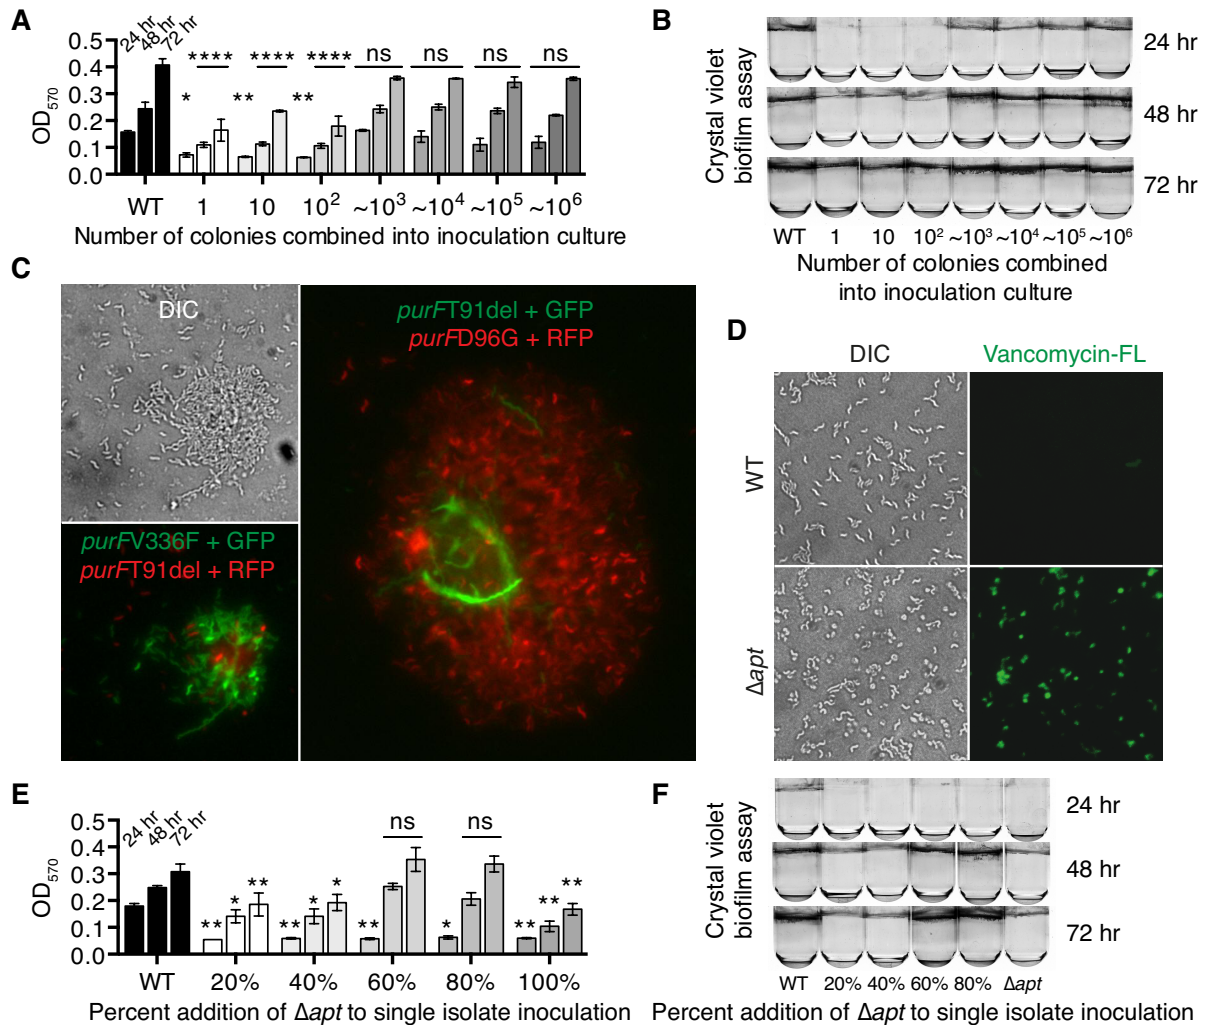 A
24 hr
48 hr
72 hr
0.5
0.4
0.3
0.2
0.1
0.0
OD570
* **** ** **** ** **** ns ns ns ns
WT 1 10 10² ~10³ ~10⁴ ~10⁵ ~10⁶
Number of colonies combined into inoculation culture
B
Crystal violet
biofilm assay
24 hr
48 hr
72 hr
WT 1 10 10² ~10³ ~10⁴ ~10⁵ ~10⁶
Number of colonies combined
into inoculation culture
C
DIC
purFV336F + GFP
purFT91del + RFP
purFT91del + GFP
purFD96G + RFP
D
DIC Vancomycin-FL
WT
Δapt
E
24 hr
48 hr
72 hr
0.5
0.4
0.3
0.2
0.1
0.0
OD570
** * ** ** * * ** ns * ns ** ** **
WT 20% 40% 60% 80% 100%
Percent addition of Δapt to single isolate inoculation
F
Crystal violet
biofilm assay
24 hr
48 hr
72 hr
WT 20% 40% 60% 80% Δapt
Percent addition of Δapt to single isolate inoculation